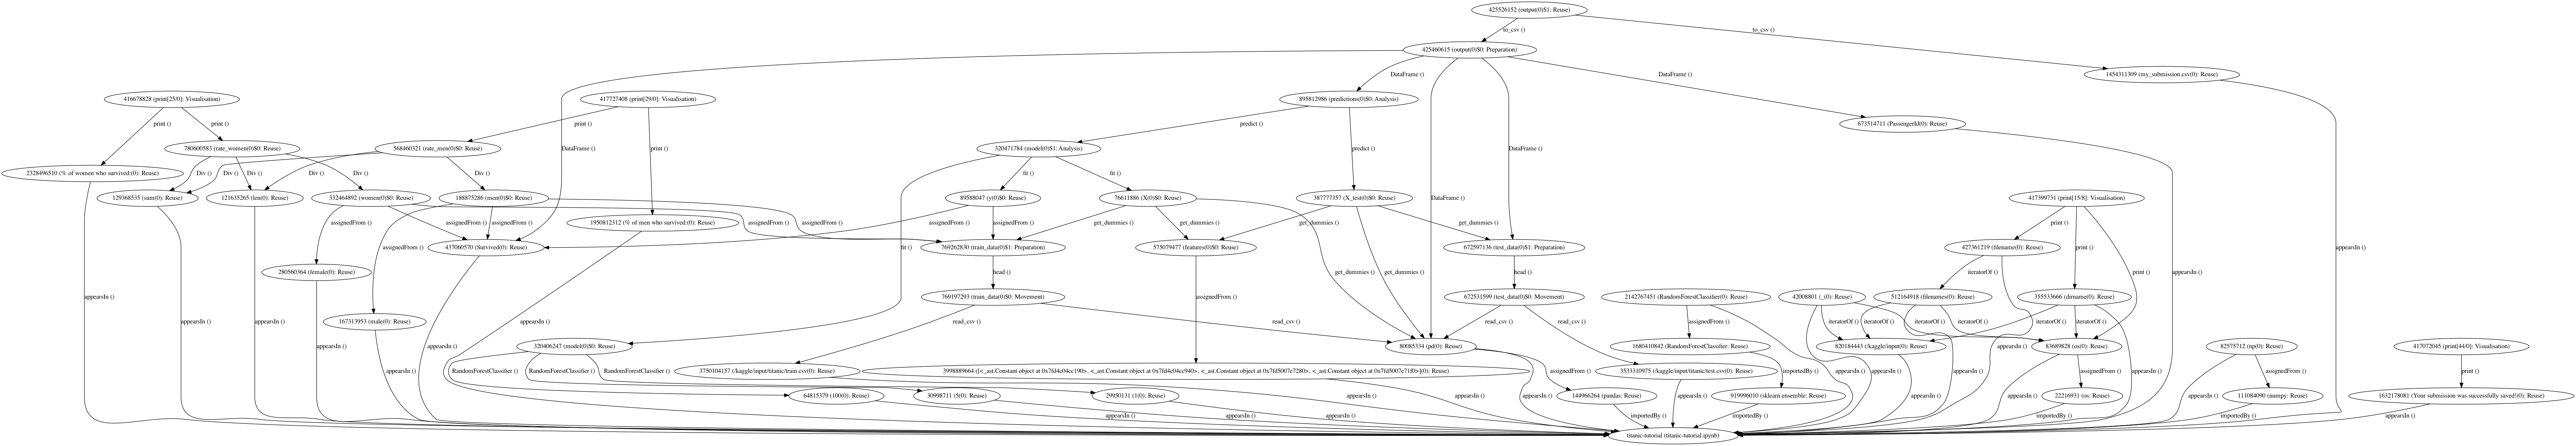 425526152 (output(0)$1: Reuse)
to_csv ()
to_csv ()
425460615 (output(0)$0: Preparation)
DataFrame ()
DataFrame ()
1454311309 (my_submission.csv(0): Reuse)
416678828 (print[25/0]: Visualisation)
417727408 (print[29/0]: Visualisation)
895812986 (predictions(0)$0: Analysis)
print ()
print ()
print ()
predict ()
673514711 (PassengerId(0): Reuse)
780600583 (rate_women(0)$0: Reuse)
568460321 (rate_men(0)$0: Reuse)
print ()
DataFrame ()
320471784 (model(0)$1: Analysis)
predict ()
DataFrame ()
2328496510 (% of women who survived:(0): Reuse)
Div ()
Div ()
Div ()
Div ()
Div ()
Div ()
fit ()
fit ()
129368535 (sum(0): Reuse)
121635265 (len(0): Reuse)
332464892 (women(0)$0: Reuse)
188875286 (men(0)$0: Reuse)
89588047 (y(0)$0: Reuse)
76611886 (X(0)$0: Reuse)
387777357 (X_test(0)$0: Reuse)
DataFrame ()
417399731 (print[15/8]: Visualisation)
1950812312 (% of men who survived:(0): Reuse)
assignedFrom ()
assignedFrom ()
assignedFrom ()
assignedFrom ()
assignedFrom ()
assignedFrom ()
assignedFrom ()
get_dummies ()
get_dummies ()
get_dummies ()
get_dummies ()
print ()
assignedFrom ()
437060570 (Survived(0): Reuse)
fit ()
769262830 (train_data(0)$1: Preparation)
575079477 (features(0)$0: Reuse)
672597136 (test_data(0)$1: Preparation)
427361219 (filename(0): Reuse)
print ()
appearsIn ()
280560364 (female(0): Reuse)
head ()
get_dummies ()
get_dummies ()
head ()
iteratorOf ()
print ()
appearsIn ()
appearsIn ()
769197293 (train_data(0)$0: Movement)
assignedFrom ()
672531599 (test_data(0)$0: Movement)
2142767451 (RandomForestClassifier(0): Reuse)
42008801 (_(0): Reuse)
512164918 (filenames(0): Reuse)
355533666 (dirname(0): Reuse)
appearsIn ()
appearsIn ()
167313953 (male(0): Reuse)
appearsIn ()
read_csv ()
read_csv ()
read_csv ()
read_csv ()
assignedFrom ()
iteratorOf ()
iteratorOf ()
iteratorOf ()
iteratorOf ()
iteratorOf ()
iteratorOf ()
appearsIn ()
appearsIn ()
320406247 (model(0)$0: Reuse)
80085334 (pd(0): Reuse)
1680410842 (RandomForestClassifier: Reuse)
820184443 (/kaggle/input(0): Reuse)
appearsIn ()
83689828 (os(0): Reuse)
82575712 (np(0): Reuse)
417072045 (print[44/0]: Visualisation)
appearsIn ()
RandomForestClassifier ()
RandomForestClassifier ()
RandomForestClassifier ()
3750104157 (/kaggle/input/titanic/train.csv(0): Reuse)
3998889664 ([<_ast.Constant object at 0x7fd4c04cc190>, <_ast.Constant object at 0x7fd4c04cc940>, <_ast.Constant object at 0x7fd5007e7280>, <_ast.Constant object at 0x7fd5007e71f0>](0): Reuse)
assignedFrom ()
3533310975 (/kaggle/input/titanic/test.csv(0): Reuse)
importedBy ()
appearsIn ()
appearsIn ()
appearsIn ()
assignedFrom ()
assignedFrom ()
print ()
64815379 (100(0): Reuse)
30998711 (5(0): Reuse)
29950131 (1(0): Reuse)
appearsIn ()
appearsIn ()
appearsIn ()
144966264 (pandas: Reuse)
appearsIn ()
919996010 (sklearn.ensemble: Reuse)
appearsIn ()
appearsIn ()
appearsIn ()
appearsIn ()
22216931 (os: Reuse)
appearsIn ()
111084090 (numpy: Reuse)
1632178081 (Your submission was successfully saved!(0): Reuse)
appearsIn ()
appearsIn ()
appearsIn ()
importedBy ()
importedBy ()
importedBy ()
importedBy ()
appearsIn ()
titanic-tutorial (titanic-tutorial.ipynb)